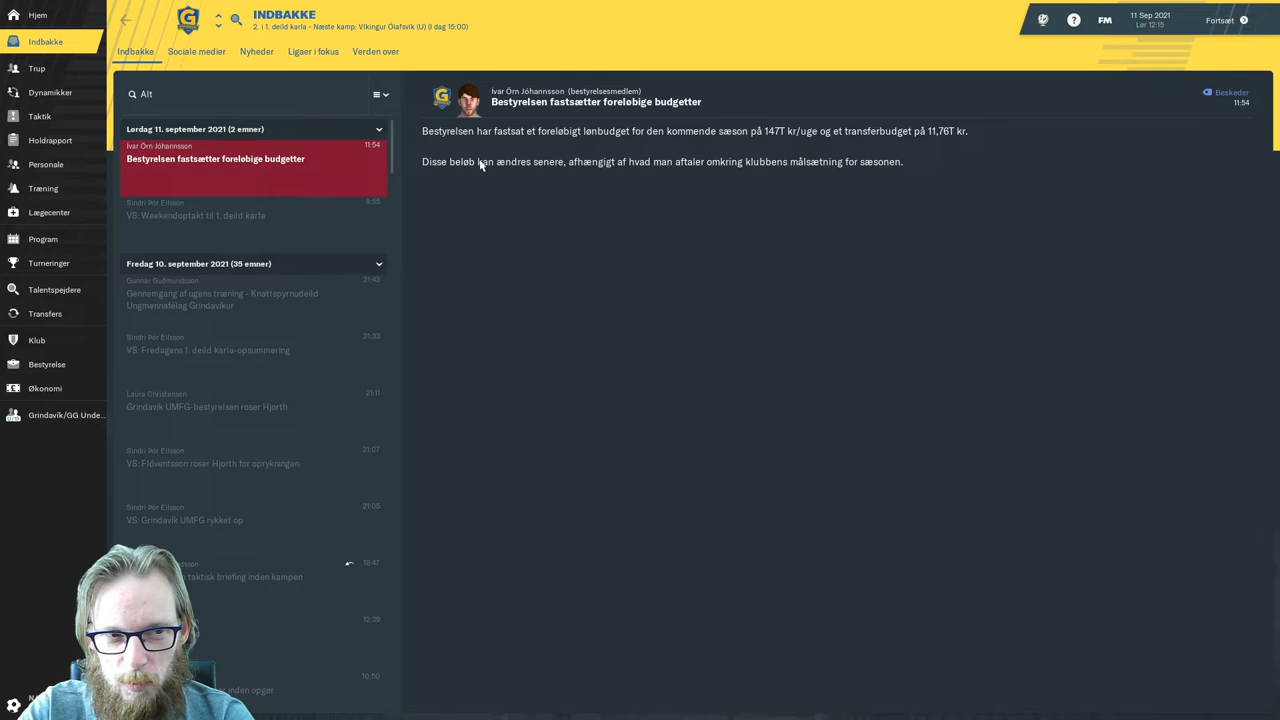 Hjem
Indbakke
Trup
Dynamikker
Taktik
Holdrapport
Personale
Træning
Lægecenter
Program
Turneringer
Talentspejdere
Transfers
Klub
Bestyrelse
Økonomi
Grindavík/GG Unde...
INDBAKKE
2. i 1. deild karla - Næste kamp: Víkingur Ólafsvík (U) (I dag 15:00)
Indbakke
Sociale medier
Nyheder
Ligaer i fokus
Verden over
FM
11 Sep 2021
Lør 12:15
Fortsæt
Alt
Lørdag 11. september 2021 (2 emner)
Ivar Örn Jóhannsson 11:54
Bestyrelsen fastsætter foreløbige budgetter
Sindri Þór Ellsson 9:55
VS: Weekendoptakt til 1. deild karla
Fredag 10. september 2021 (35 emner)
Gunnar Guðmundsson 21:43
Gennemgang af ugens træning - Knattspyrnudeild
Ungmennafélag Grindavíkur
Sindri Þór Ellsson 21:33
VS: Fredagens 1. deild karla-opsummering
Laura Christensen 21:11
Grindavík UMFG-bestyrelsen roser Hjorth
Sindri Þór Ellsson 21:07
VS: Flóventsson roser Hjorth for oprykningen
Sindri Þór Ellsson 21:05
VS: Grindavík UMFG rykket op
18:47
taktisk briefing inden kampen
12:39
10:50
inden opgør
Ivar Örn Jóhannsson (bestyrelsesmedlem)
Bestyrelsen fastsætter foreløbige budgetter
Beskeder
11:54
Bestyrelsen har fastsat et foreløbigt lønbudget for den kommende sæson på 147T kr/uge og et transferbudget på 11,76T kr.
Disse beløb kan ændres senere, afhængigt af hvad man aftaler omkring klubbens målsætning for sæsonen.